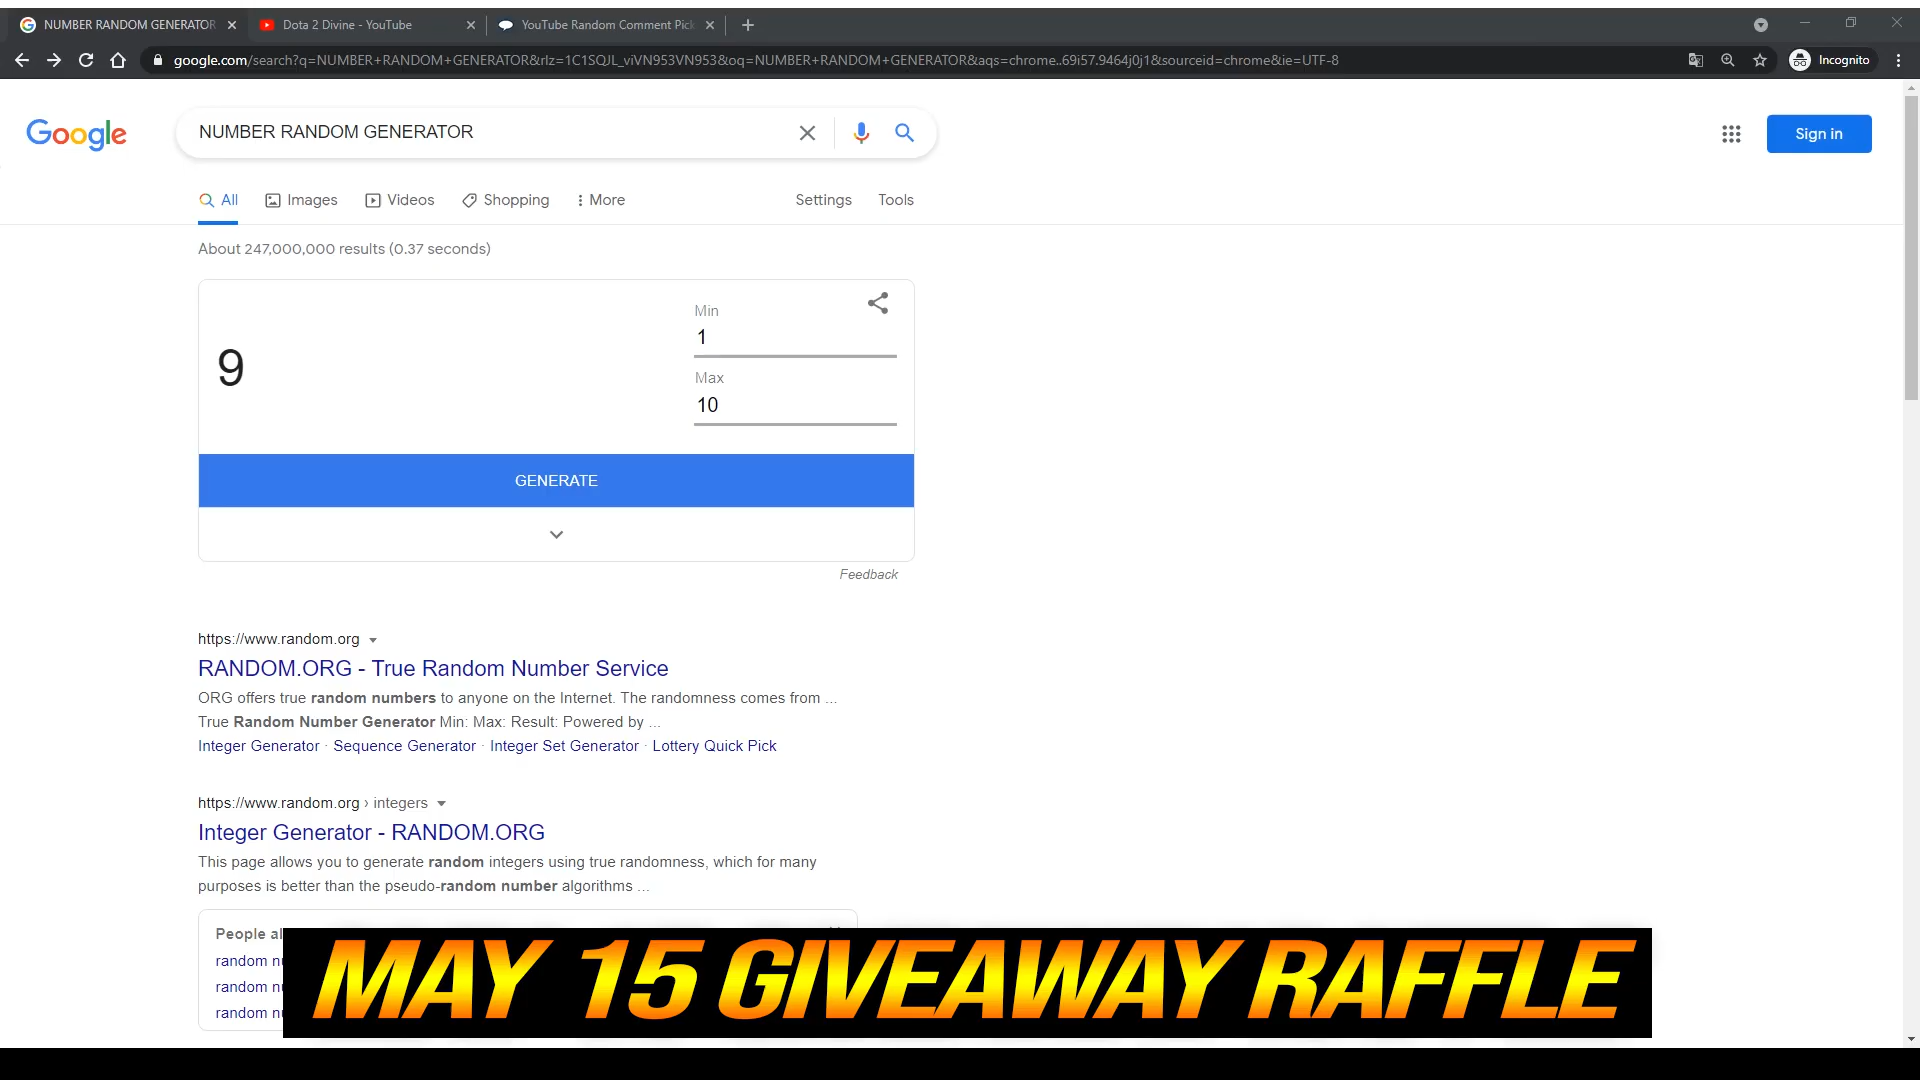 NUMBER RANDOM GENERATOR
Dota 2 Divine - YouTube
YouTube Random Comment Pick
google.com/search?q=NUMBER+RANDOM+GENERATOR&rlz=1C1SQJL_viVN953VN953&oq=NUMBER+RANDOM+GENERATOR&aqs=chrome..69i57.9464j0j1&sourceid=chrome&ie=UTF-8
Incognito
Google
NUMBER RANDOM GENERATOR
Sign in
All
Images
Videos
Shopping
More
Settings
Tools
About 247,000,000 results (0.37 seconds)
Min
1
9
Max
10
GENERATE
Feedback
https://www.random.org
RANDOM.ORG - True Random Number Service
ORG offers true random numbers to anyone on the Internet. The randomness comes from ...
True Random Number Generator Min: Max: Result: Powered by ...
Integer Generator · Sequence Generator · Integer Set Generator · Lottery Quick Pick
https://www.random.org › integers
Integer Generator - RANDOM.ORG
This page allows you to generate random integers using true randomness, which for many
purposes is better than the pseudo-random number algorithms ...
People al
random n
random n
random n
MAY 15 GIVEAWAY RAFFLE